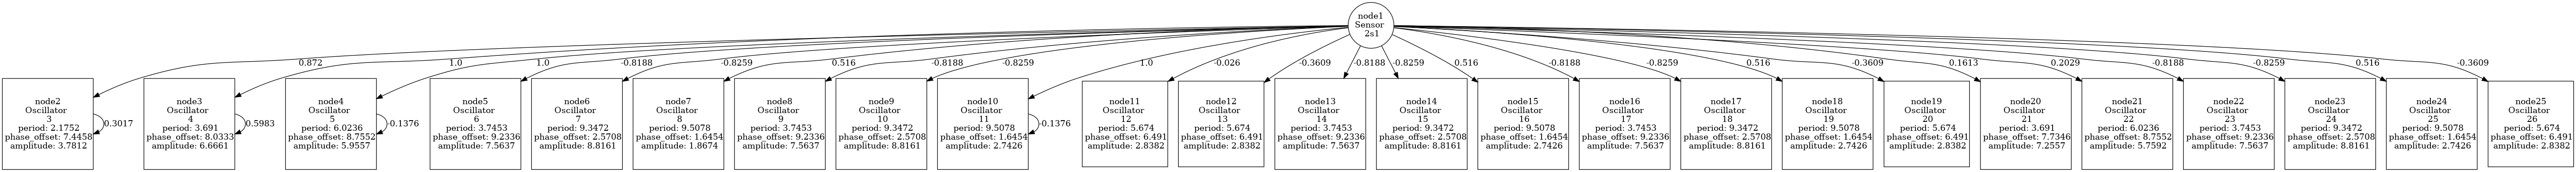 node1
Sensor
2s1
0.872
1.0
1.0
-0.8188
-0.8259
0.516
-0.8188
-0.8259
1.0
-0.026
-0.3609
-0.8188
-0.8259
0.516
-0.8188
-0.8259
0.516
-0.3609
0.1613
0.2029
-0.8188
-0.8259
0.516
-0.3609
node2
Oscillator
3
period: 2.1752
phase_offset: 7.4458
amplitude: 3.7812
0.3017
node3
Oscillator
4
period: 3.691
phase_offset: 8.0333
amplitude: 6.6661
0.5983
node4
Oscillator
5
period: 6.0236
phase_offset: 8.7552
amplitude: 5.9557
-0.1376
node5
Oscillator
6
period: 3.7453
phase_offset: 9.2336
amplitude: 7.5637
node6
Oscillator
7
period: 9.3472
phase_offset: 2.5708
amplitude: 8.8161
node7
Oscillator
8
period: 9.5078
phase_offset: 1.6454
amplitude: 1.8674
node8
Oscillator
9
period: 3.7453
phase_offset: 9.2336
amplitude: 7.5637
node9
Oscillator
10
period: 9.3472
phase_offset: 2.5708
amplitude: 8.8161
node10
Oscillator
11
period: 9.5078
phase_offset: 1.6454
amplitude: 2.7426
-0.1376
node11
Oscillator
12
period: 5.674
phase_offset: 6.491
amplitude: 2.8382
node12
Oscillator
13
period: 5.674
phase_offset: 6.491
amplitude: 2.8382
node13
Oscillator
14
period: 3.7453
phase_offset: 9.2336
amplitude: 7.5637
node14
Oscillator
15
period: 9.3472
phase_offset: 2.5708
amplitude: 8.8161
node15
Oscillator
16
period: 9.5078
phase_offset: 1.6454
amplitude: 2.7426
node16
Oscillator
17
period: 3.7453
phase_offset: 9.2336
amplitude: 7.5637
node17
Oscillator
18
period: 9.3472
phase_offset: 2.5708
amplitude: 8.8161
node18
Oscillator
19
period: 9.5078
phase_offset: 1.6454
amplitude: 2.7426
node19
Oscillator
20
period: 5.674
phase_offset: 6.491
amplitude: 2.8382
node20
Oscillator
21
period: 3.691
phase_offset: 7.7346
amplitude: 7.2557
node21
Oscillator
22
period: 6.0236
phase_offset: 8.7552
amplitude: 5.7592
node22
Oscillator
23
period: 3.7453
phase_offset: 9.2336
amplitude: 7.5637
node23
Oscillator
24
period: 9.3472
phase_offset: 2.5708
amplitude: 8.8161
node24
Oscillator
25
period: 9.5078
phase_offset: 1.6454
amplitude: 2.7426
node25
Oscillator
26
period: 5.674
phase_offset: 6.491
amplitude: 2.8382